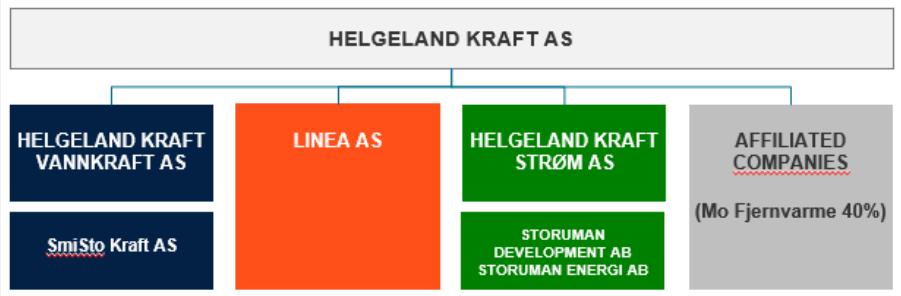 HELGELAND KRAFT AS
HELGELAND KRAFT
VANNKRAFT AS
SmiSto Kraft AS
LINEA AS
HELGELAND KRAFT
STRØM AS
STORUMAN
DEVELOPMENT AB
STORUMAN ENERGI AB
AFFILIATED
COMPANIES
(Mo Fjernvarme 40%)